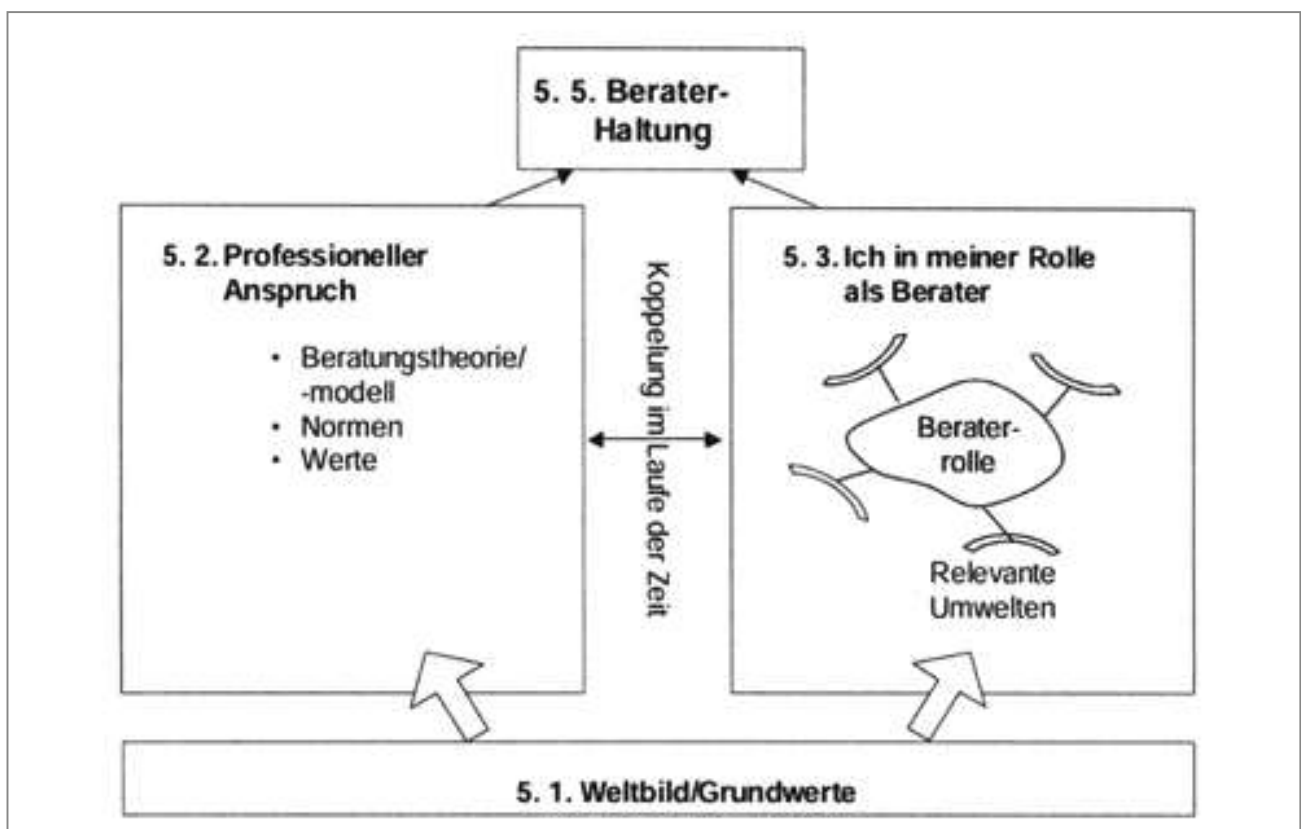 5. 5. Berater-
Haltung
5. 2. Professioneller
Anspruch
• Beratungstheorie/
-modell
• Normen
• Werte
Koppelung im Laufe der Zeit
5. 3. Ich in meiner Rolle
als Berater
Berater-
rolle
Relevante
Umwelten
5. 1. Weltbild/Grundwerte